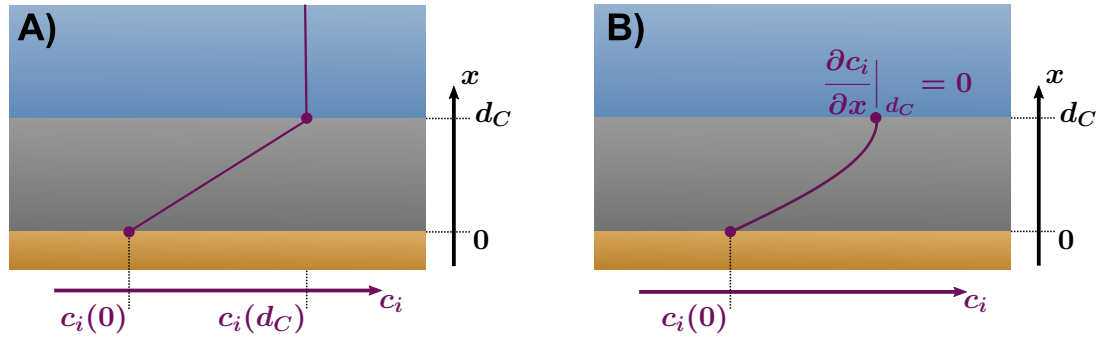 A)
x
d_C
0
c_i(0)
c_i(d_C)
c_i
B)
∂c_i/∂x|_{d_C} = 0
x
d_C
0
c_i(0)
c_i